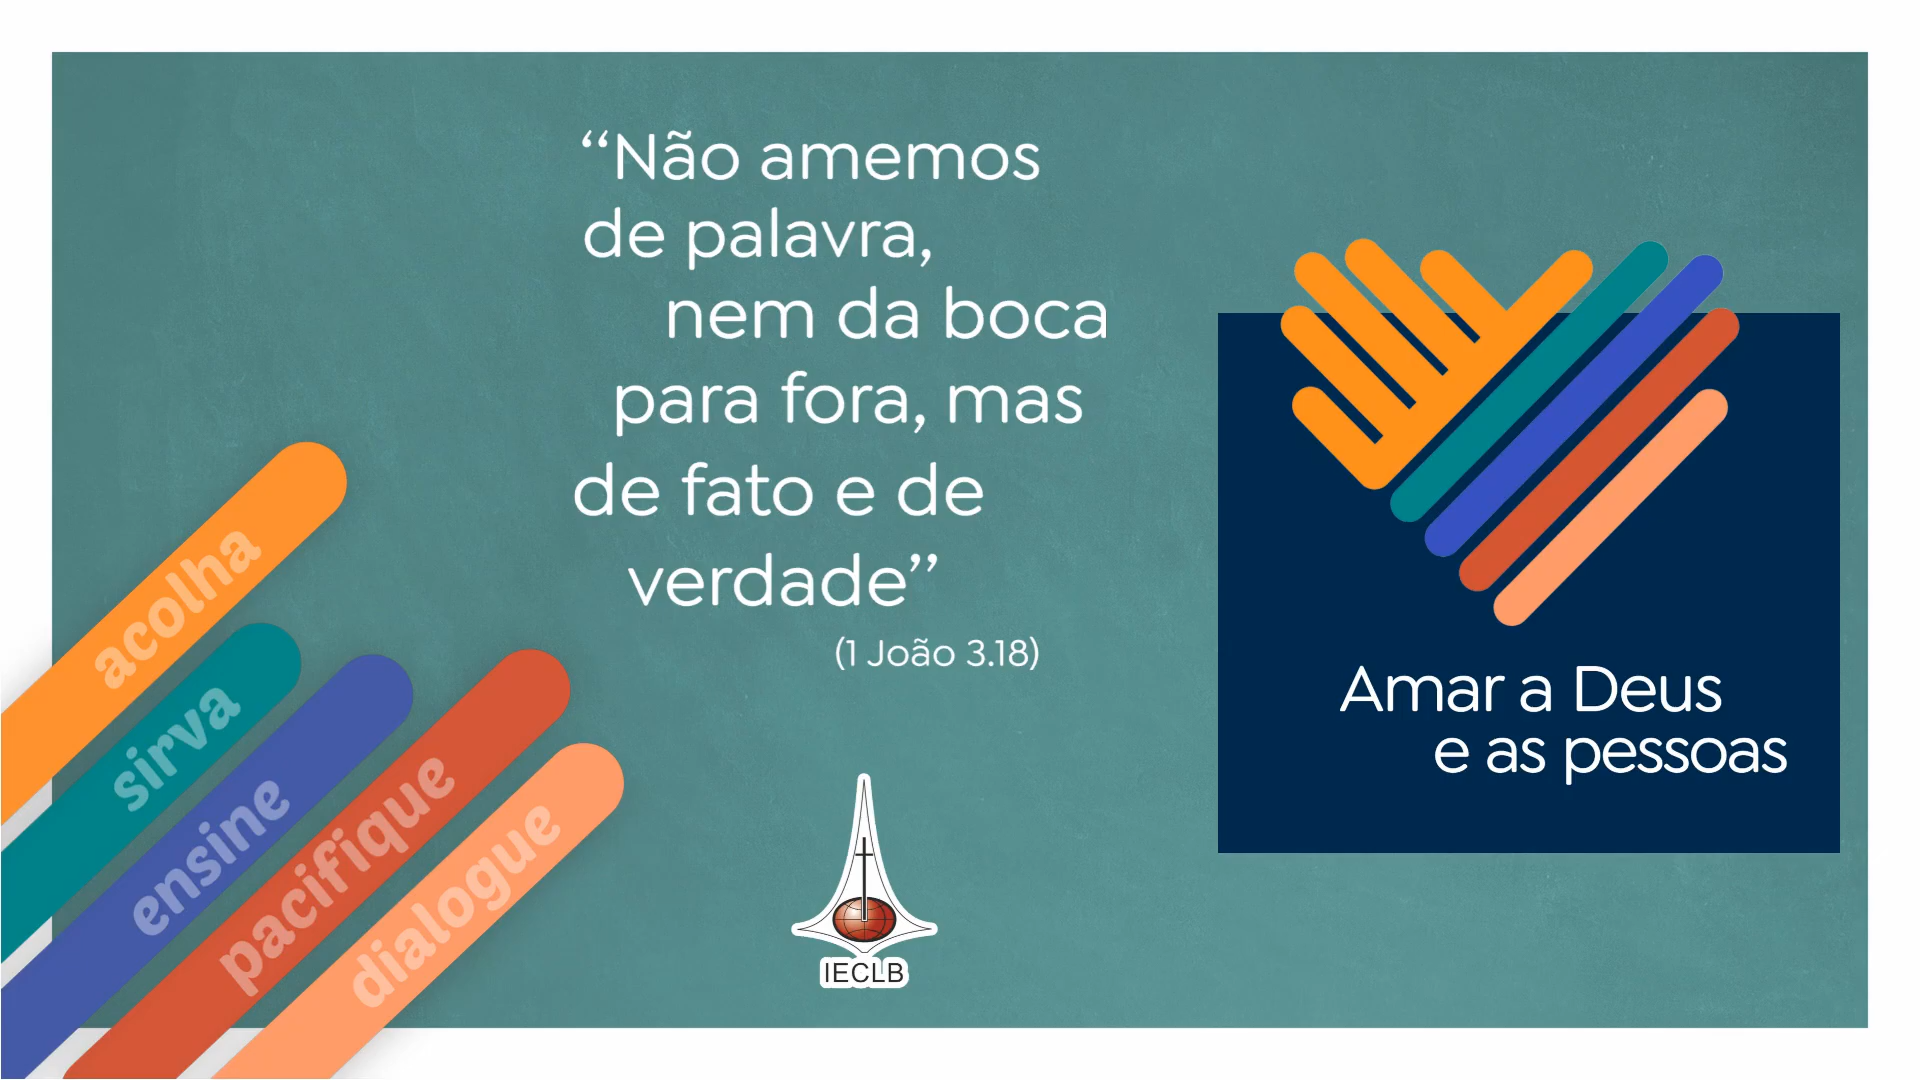 “Não amemos
de palavra,
nem da boca
para fora, mas
de fato e de
verdade”
(1 João 3.18)
acolha
sirva
ensine
pacifique
dialogue
IECLB
Amar a Deus
e as pessoas